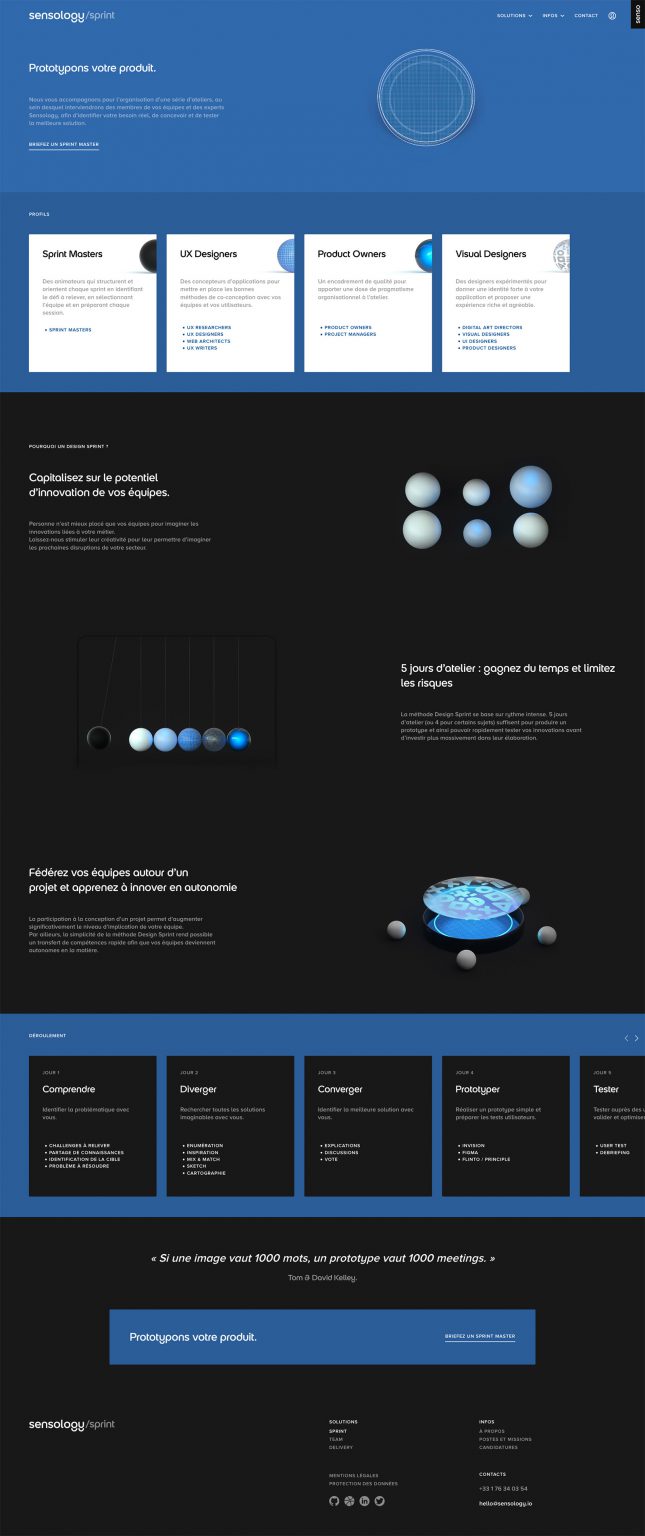 sensology/sprint
SOLUTIONS
INFOS
CONTACT
senso
Prototypons votre produit.
Nous vous accompagnons pour l'organisation d'une série d'ateliers, au
sein desquel interviendrons des membres de vos équipes et des experts
Sensology, afin d'identifier votre besoin réel, de concevoir et de tester
la meilleure solution.
BRIEFEZ UN SPRINT MASTER
PROFILS
Sprint Masters
Des animateurs qui structurent et
orientent chaque sprint en identifiant
le défi à relever, en sélectionnant
l'équipe et en préparant chaque
session.
• SPRINT MASTERS
UX Designers
Des concepteurs d'applications pour
mettre en place les bonnes
méthodes de co-conception avec vos
équipes et vos utilisateurs.
• UX RESEARCHERS
• UX DESIGNERS
• WEB ARCHITECTS
• UX WRITERS
Product Owners
Un encadrement de qualité pour
apporter une dose de pragmatisme
organisationnel à l'atelier.
• PRODUCT OWNERS
• PROJECT MANAGERS
Visual Designers
Des designers expérimentés pour
donner une identité forte à votre
application et proposer une
expérience riche et agréable.
• DIGITAL ART DIRECTORS
• VISUAL DESIGNERS
• UI DESIGNERS
• PRODUCT DESIGNERS
POURQUOI UN DESIGN SPRINT ?
Capitalisez sur le potentiel
d'innovation de vos équipes.
Personne n'est mieux placé que vos équipes pour imaginer les
innovations liées à votre métier.
Laissez-nous stimuler leur créativité pour leur permettre d'imaginer
les prochaines disruptions de votre secteur.
5 jours d'atelier : gagnez du temps et limitez
les risques
La méthode Design Sprint se base sur rythme intense. 5 jours
d'atelier (ou 4 pour certains sujets) suffisent pour produire un
prototype et ainsi pouvoir rapidement tester vos innovations avant
d'investir plus massivement dans leur élaboration.
Fédérez vos équipes autour d'un
projet et apprenez à innover en autonomie
La participation à la conception d'un projet permet d'augmenter
significativement le niveau d'implication de votre équipe.
Par ailleurs, la simplicité de la méthode Design Sprint rend possible
un transfert de compétences rapide afin que vos équipes deviennent
autonomes en la matière.
DÉROULEMENT
JOUR 1
Comprendre
Identifier la problématique avec
vous.
• CHALLENGES À RELEVER
• PARTAGE DE CONNAISSANCES
• IDENTIFICATION DE LA CIBLE
• PROBLÈME À RÉSOUDRE
JOUR 2
Diverger
Rechercher toutes les solutions
imaginables avec vous.
• ENUMÉRATION
• INSPIRATION
• MIX & MATCH
• SKETCH
• CARTOGRAPHIE
JOUR 3
Converger
Identifier la meilleure solution avec
vous.
• EXPLICATIONS
• DISCUSSIONS
• VOTE
JOUR 4
Prototyper
Réaliser un prototype simple et
préparer les tests utilisateurs.
• INVISION
• FIGMA
• FLINTO / PRINCIPLE
JOUR 5
Tester
Tester auprès des
valider et optimise
• USER TEST
• DEBRIEFING
« Si une image vaut 1000 mots, un prototype vaut 1000 meetings. »
Tom & David Kelley.
Prototypons votre produit.
BRIEFEZ UN SPRINT MASTER
sensology/sprint
SOLUTIONS
SPRINT
TEAM
DELIVERY
MENTIONS LÉGALES
PROTECTION DES DONNÉES
INFOS
À PROPOS
POSTES ET MISSIONS
CANDIDATURES
CONTACTS
+33 1 76 34 03 54
hello@sensology.io